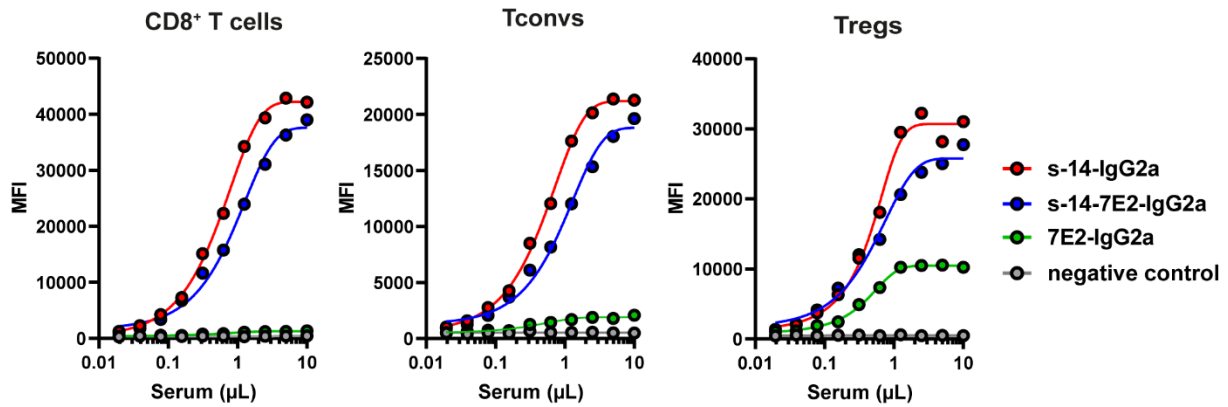 CD8⁺ T cells
50000
40000
30000
20000
10000
0
MFI
0.01
0.1
1
10
Serum (µL)
Tconvs
25000
20000
15000
10000
5000
0
MFI
0.01
0.1
1
10
Serum (µL)
Tregs
40000
30000
20000
10000
0
MFI
0.01
0.1
1
10
Serum (µL)
s-14-IgG2a
s-14-7E2-IgG2a
7E2-IgG2a
negative control